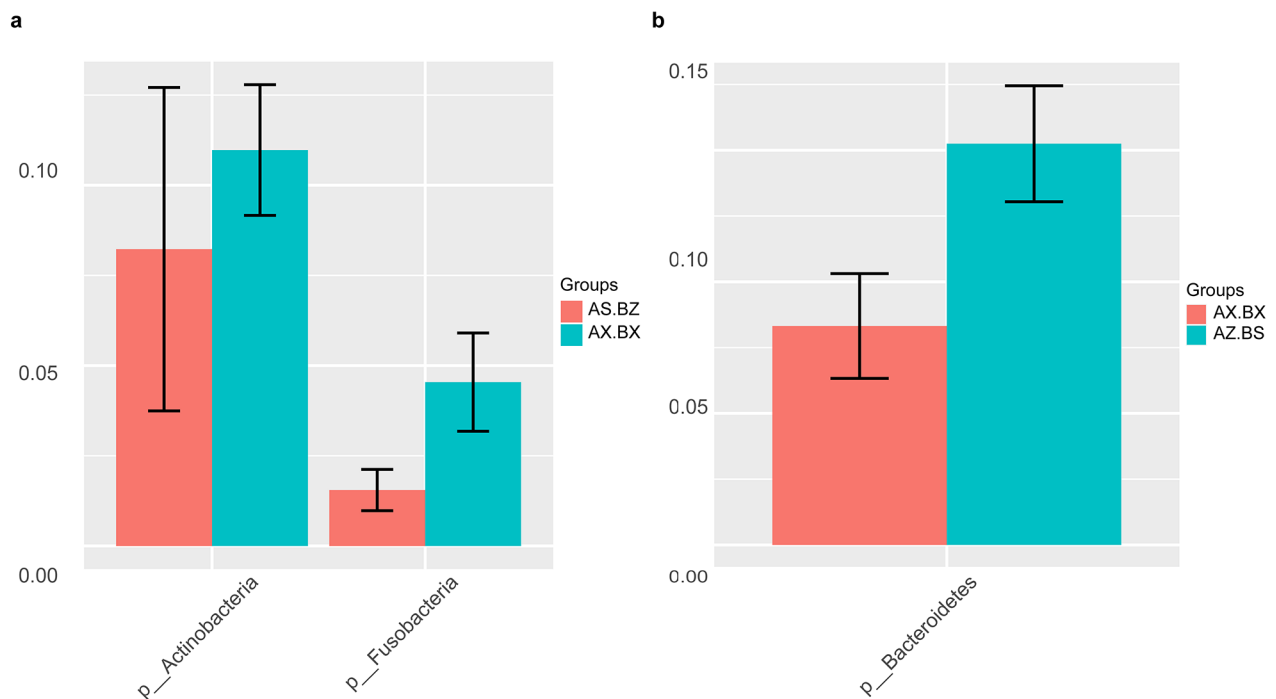 a
0.10
0.05
0.00
p__Actinobacteria
p__Fusobacteria
Groups
AS.BZ
AX.BX
b
0.15
0.10
0.05
0.00
p__Bacteroidetes
Groups
AX.BX
AZ.BS